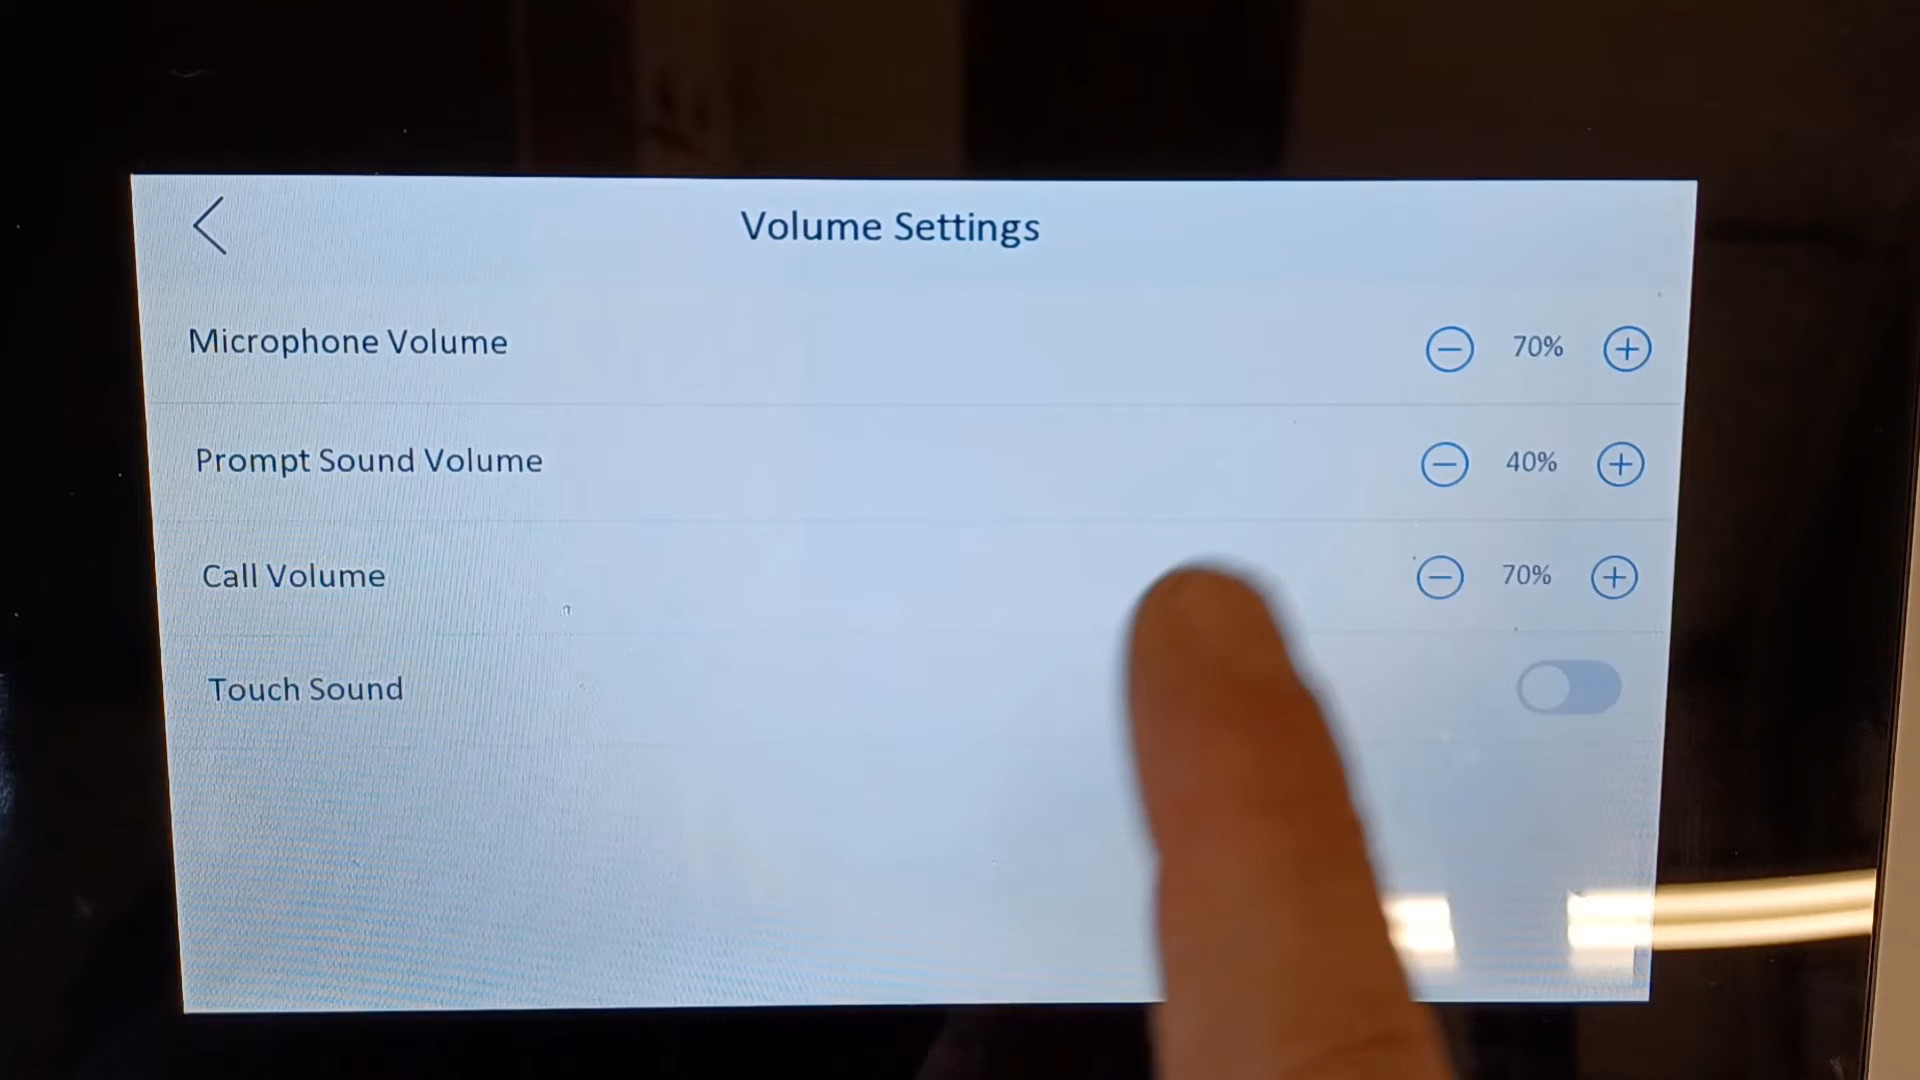 Volume Settings
Microphone Volume 70%
Prompt Sound Volume 40%
Call Volume 70%
Touch Sound